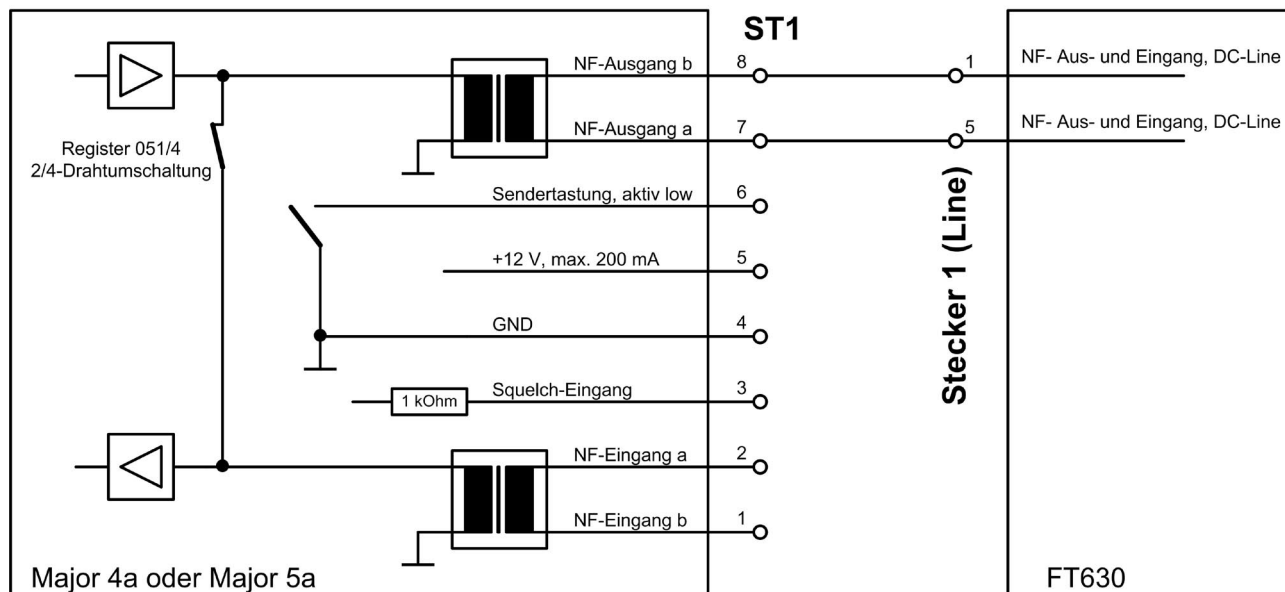 ST1
NF-Ausgang b
8
1
NF- Aus- und Eingang, DC-Line
NF-Ausgang a
7
5
NF- Aus- und Eingang, DC-Line
Register 051/4
2/4-Drahtumschaltung
Sendertastung, aktiv low
6
+12 V, max. 200 mA
5
GND
4
Stecker 1 (Line)
1 kOhm
Squelch-Eingang
3
NF-Eingang a
2
NF-Eingang b
1
Major 4a oder Major 5a
FT630